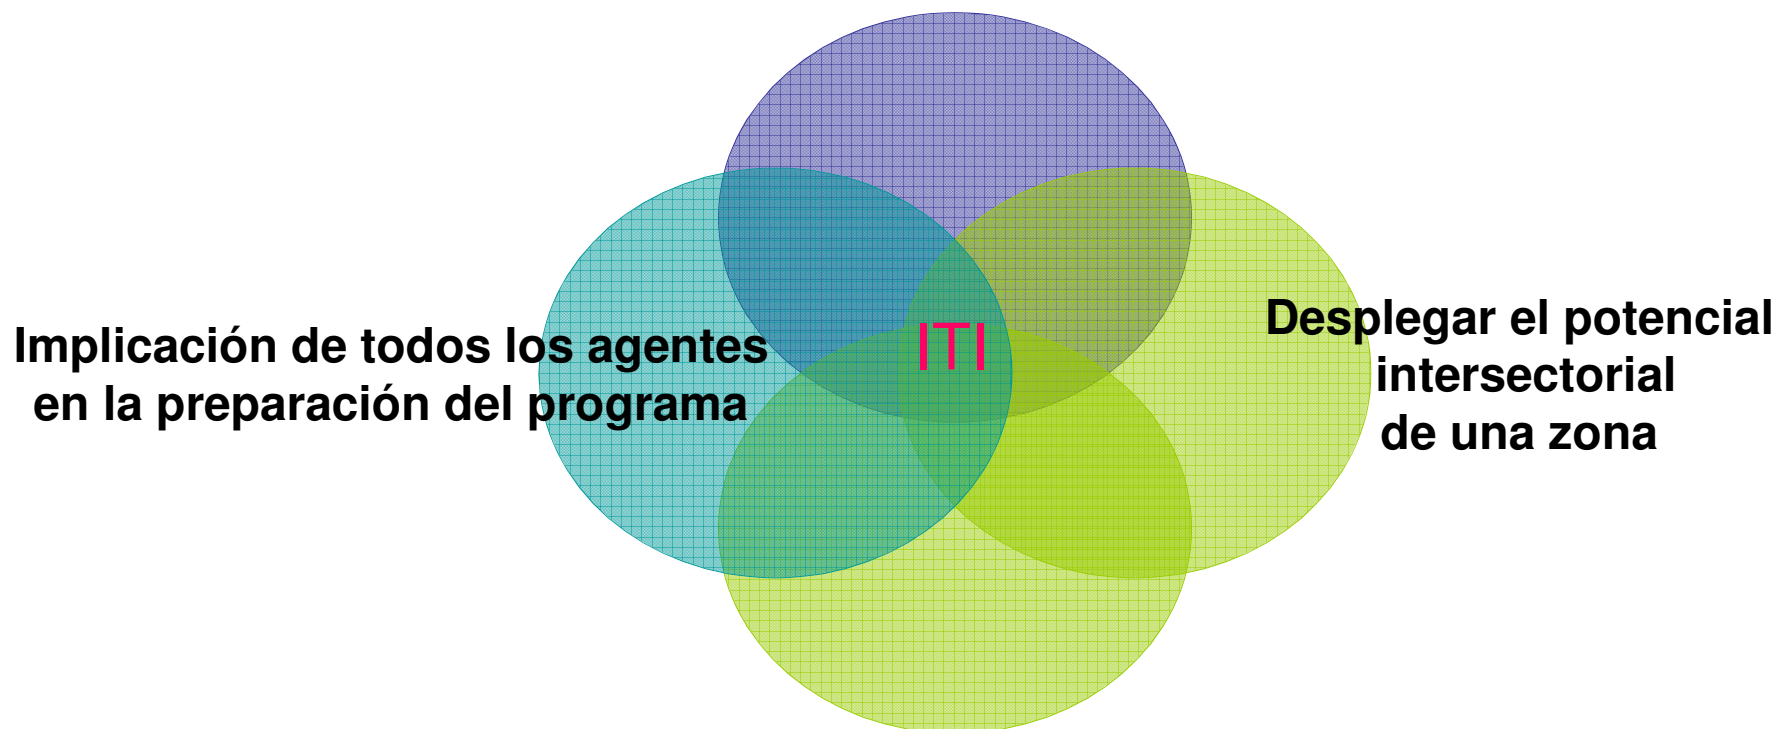 Implicación de todos los agentes
en la preparación del programa
ITI
Desplegar el potencial
intersectorial
de una zona